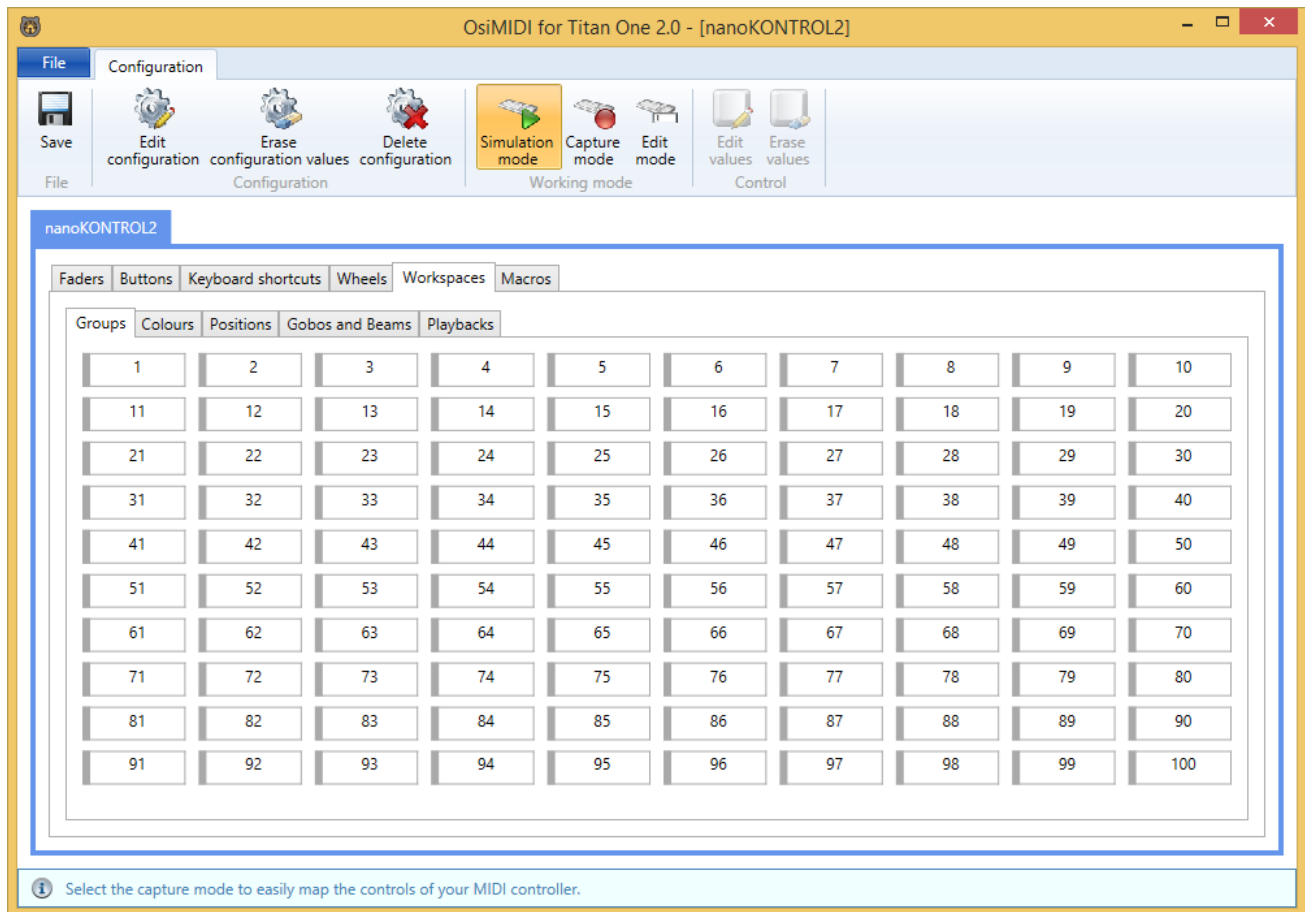 OsiMIDI for Titan One 2.0 - [nanoKONTROL2]
File Configuration
Save Edit configuration Erase configuration values Delete configuration Simulation mode Capture mode Edit mode Edit values Erase values
File Configuration Working mode Control
nanoKONTROL2
Faders Buttons Keyboard shortcuts Wheels Workspaces Macros
Groups Colours Positions Gobos and Beams Playbacks
1 2 3 4 5 6 7 8 9 10
11 12 13 14 15 16 17 18 19 20
21 22 23 24 25 26 27 28 29 30
31 32 33 34 35 36 37 38 39 40
41 42 43 44 45 46 47 48 49 50
51 52 53 54 55 56 57 58 59 60
61 62 63 64 65 66 67 68 69 70
71 72 73 74 75 76 77 78 79 80
81 82 83 84 85 86 87 88 89 90
91 92 93 94 95 96 97 98 99 100
Select the capture mode to easily map the controls of your MIDI controller.